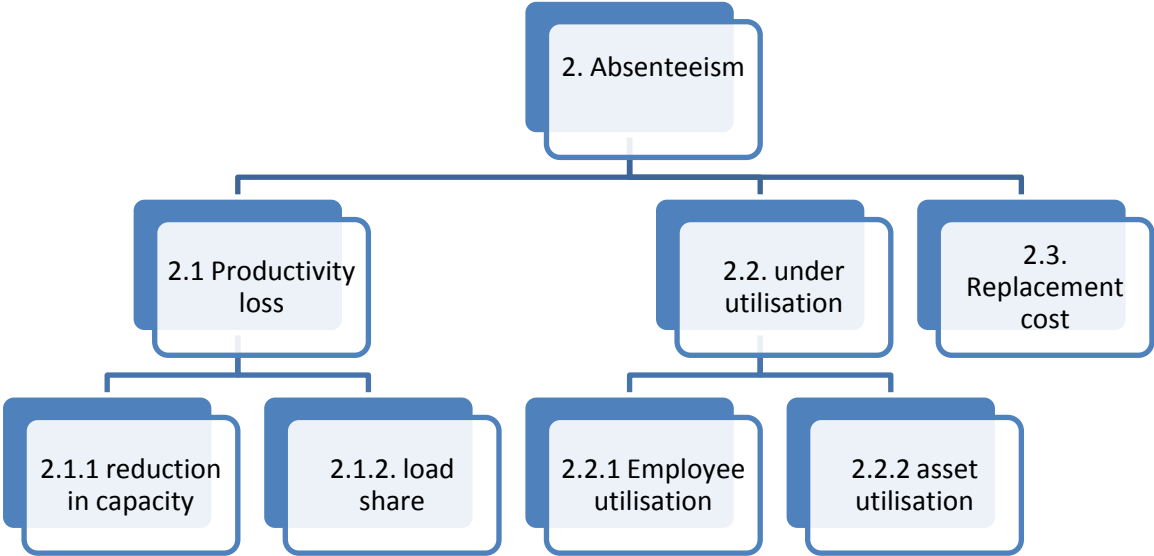 2. Absenteeism
2.1 Productivity
loss
2.2. under
utilisation
2.3.
Replacement
cost
2.1.1 reduction
in capacity
2.1.2. load
share
2.2.1 Employee
utilisation
2.2.2 asset
utilisation